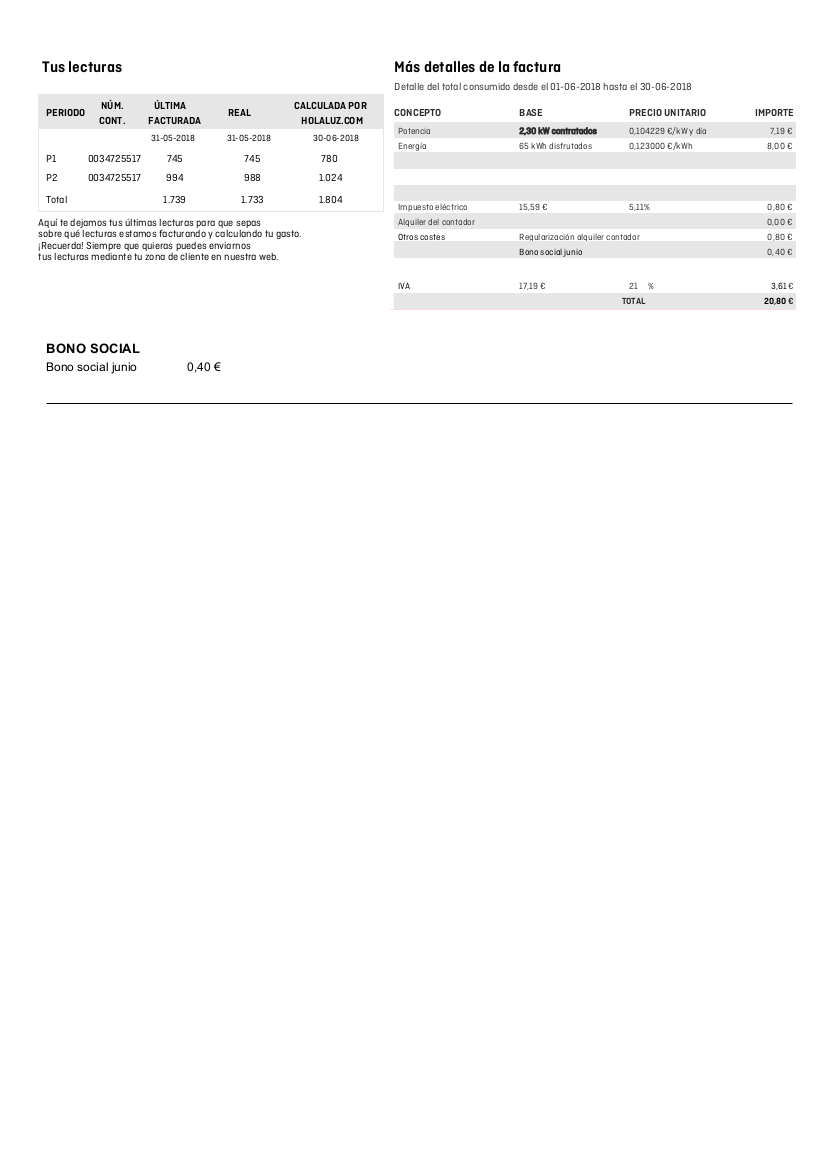 Tus lecturas
PERIODO NÚM. CONT. ÚLTIMA FACTURADA REAL CALCULADA POR HOLALUZ.COM
31-05-2018 31-05-2018 30-06-2018
P1 0034725517 745 745 780
P2 0034725517 994 988 1.024
Total 1.739 1.733 1.804
Aquí te dejamos tus últimas lecturas para que sepas
sobre qué lecturas estamos facturando y calculando tu gasto.
¡Recuerda! Siempre que quieras puedes enviarnos
tus lecturas mediante tu zona de cliente en nuestra web.
Más detalles de la factura
Detalle del total consumido desde el 01-06-2018 hasta el 30-06-2018
CONCEPTO BASE PRECIO UNITARIO IMPORTE
Potencia 2,30 kW contratados 0,104229 €/kW y día 7,19 €
Energía 65 kWh disfrutados 0,123000 €/kWh 8,00 €
Impuesto eléctrico 15,59 € 5,11% 0,80 €
Alquiler del contador 0,00 €
Otros costes Regularización alquiler contador 0,80 €
Bono social junio 0,40 €
IVA 17,19 € 21 % 3,61 €
TOTAL 20,80 €
BONO SOCIAL
Bono social junio 0,40 €